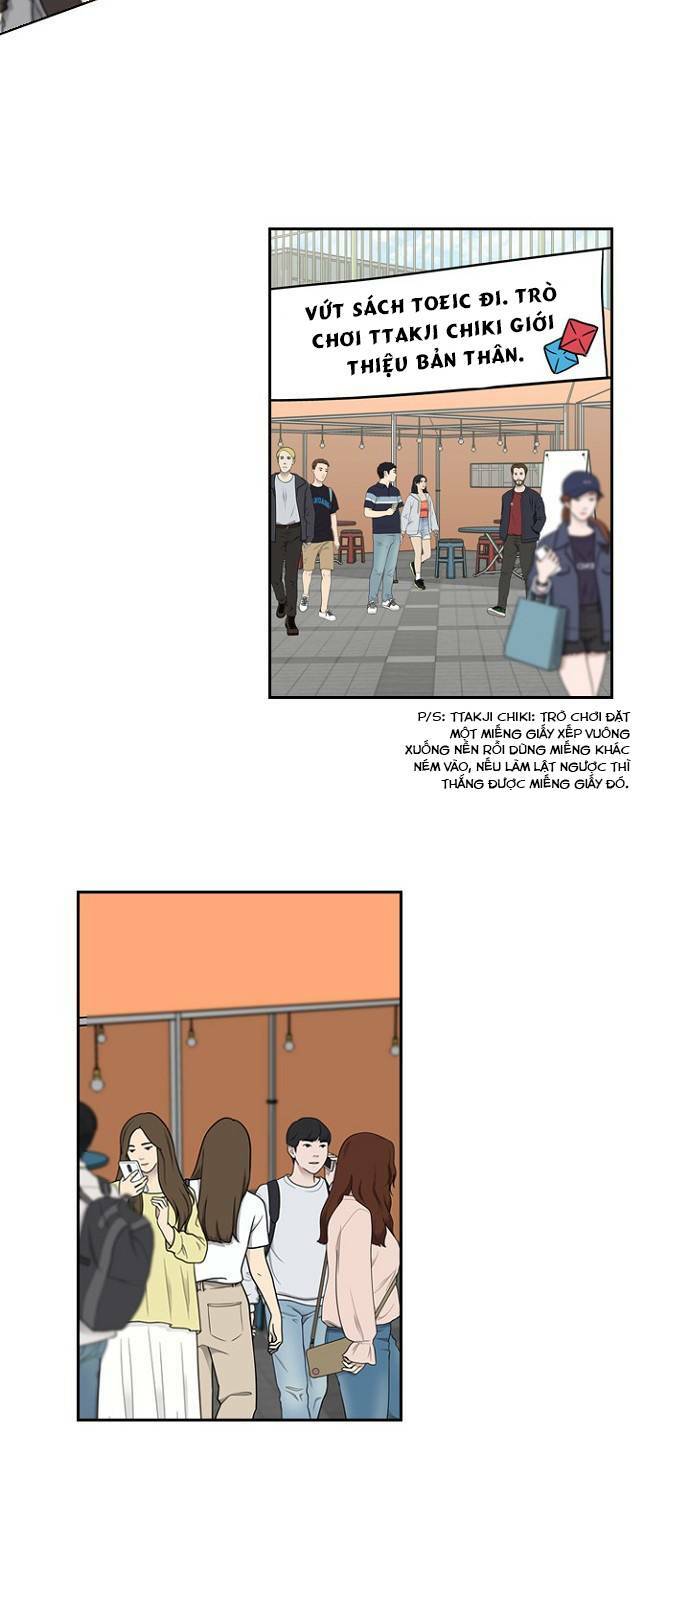 VỨT SÁCH TOEIC ĐI. TRÒ
CHƠI TTAKJI CHIKI GIỚI
THIỆU BẢN THÂN.
P/S: TTAKJI CHIKI: TRÒ CHƠI ĐẶT
MỘT MIẾNG GIẤY XẾP VUÔNG
XUỐNG NỀN RỒI DÙNG MIẾNG KHÁC
NÉM VÀO, NẾU LÀM LẬT NGƯỢC THÌ
THẮNG ĐƯỢC MIẾNG GIẤY ĐÓ.